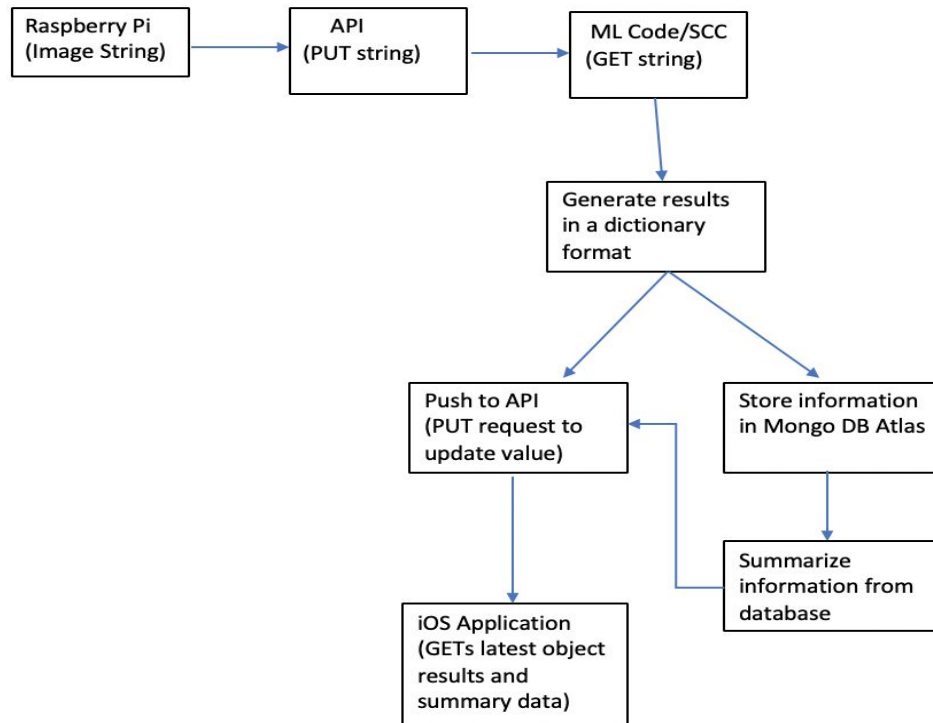 Raspberry Pi
(Image String)
API
(PUT string)
ML Code/SCC
(GET string)
Generate results
in a dictionary
format
Push to API
(PUT request to
update value)
Store information
in Mongo DB Atlas
Summarize
information from
database
iOS Application
(GETs latest object
results and
summary data)